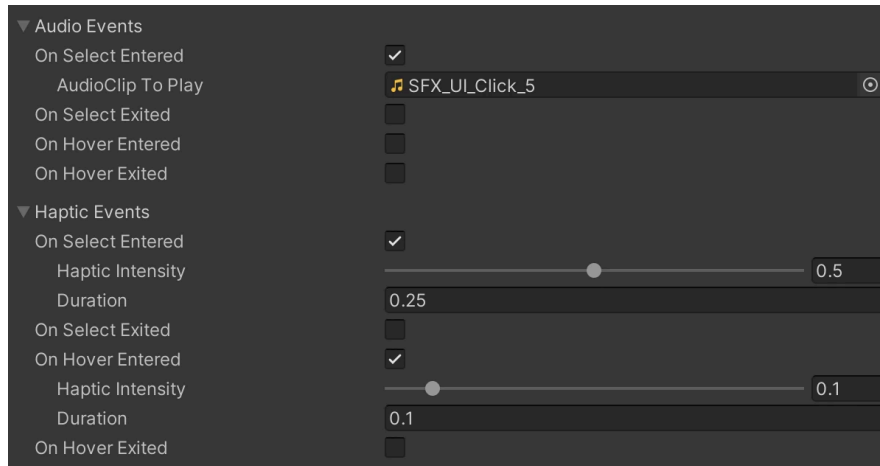 Audio Events
On Select Entered
AudioClip To Play SFX_UI_Click_5
On Select Exited
On Hover Entered
On Hover Exited
Haptic Events
On Select Entered
Haptic Intensity 0.5
Duration 0.25
On Select Exited
On Hover Entered
Haptic Intensity 0.1
Duration 0.1
On Hover Exited